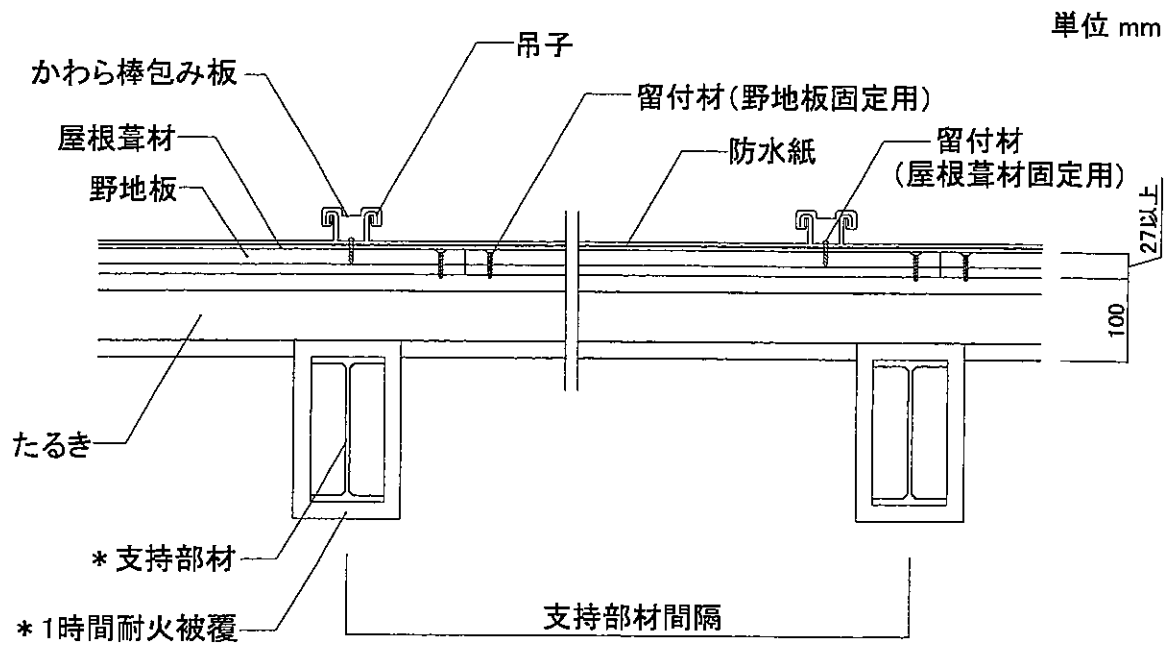 単位 mm
吊子
かわら棒包み板
留付材(野地板固定用)
屋根葺材
防水紙
留付材
(屋根葺材固定用)
野地板
27以上
100
たるき
*支持部材
*1時間耐火被覆
支持部材間隔